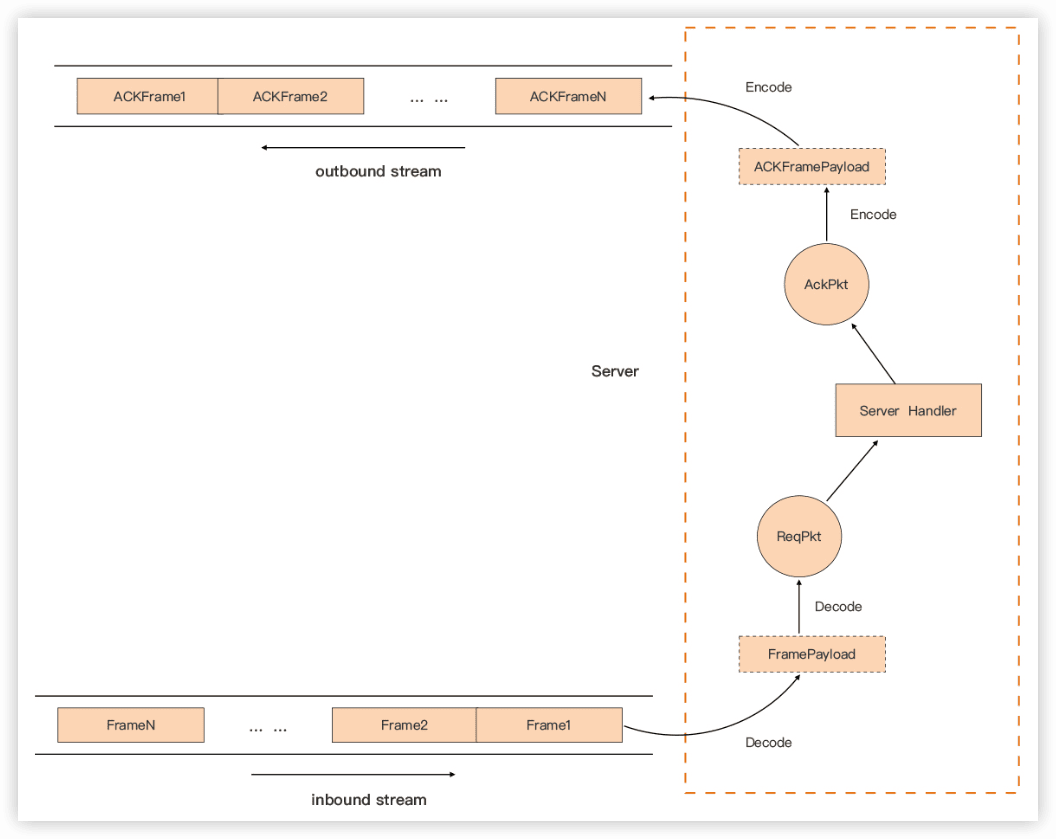 Encode
ACKFrame1
ACKFrame2
... ...
ACKFrameN
outbound stream
ACKFramePayload
Encode
AckPkt
Server
Server Handler
ReqPkt
Decode
FramePayload
FrameN
... ...
Frame2
Frame1
Decode
inbound stream